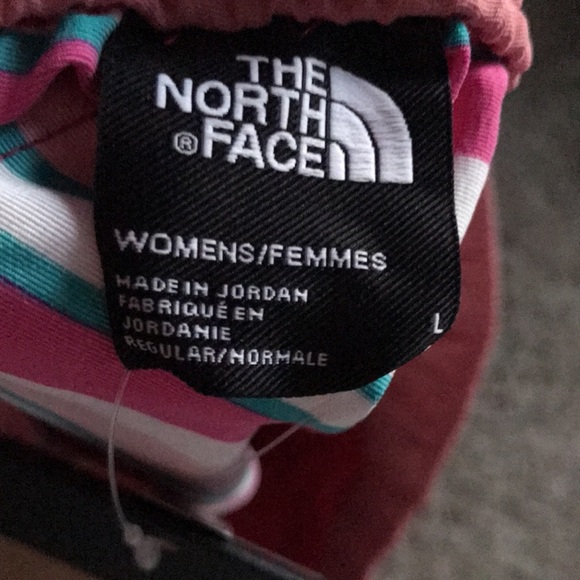 THE
NORTH
® FACE
WOMENS/FEMMES
MADE IN JORDAN
FABRIQUÉ EN
JORDANIE
REGULAR/NORMALE
L